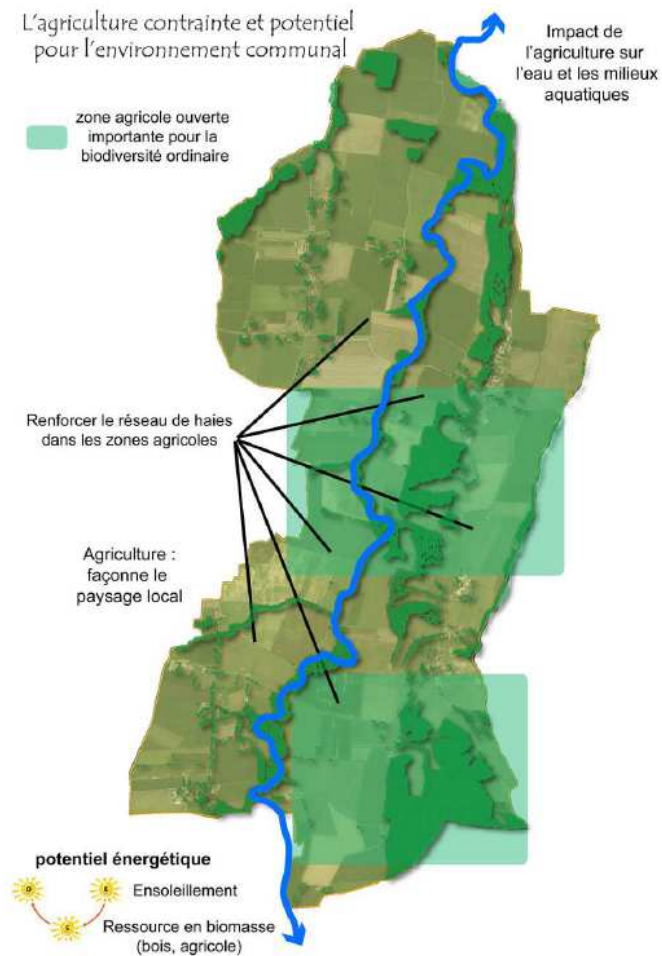 L'agriculture contrainte et potentiel
pour l'environnement communal
Impact de
l'agriculture sur
l'eau et les milieux
aquatiques
zone agricole ouverte
importante pour la
biodiversité ordinaire
Renforcer le réseau de haies
dans les zones agricoles
Agriculture :
façonne le
paysage local
potentiel énergétique
Ensoleillement
Ressource en biomasse
(bois, agricole)